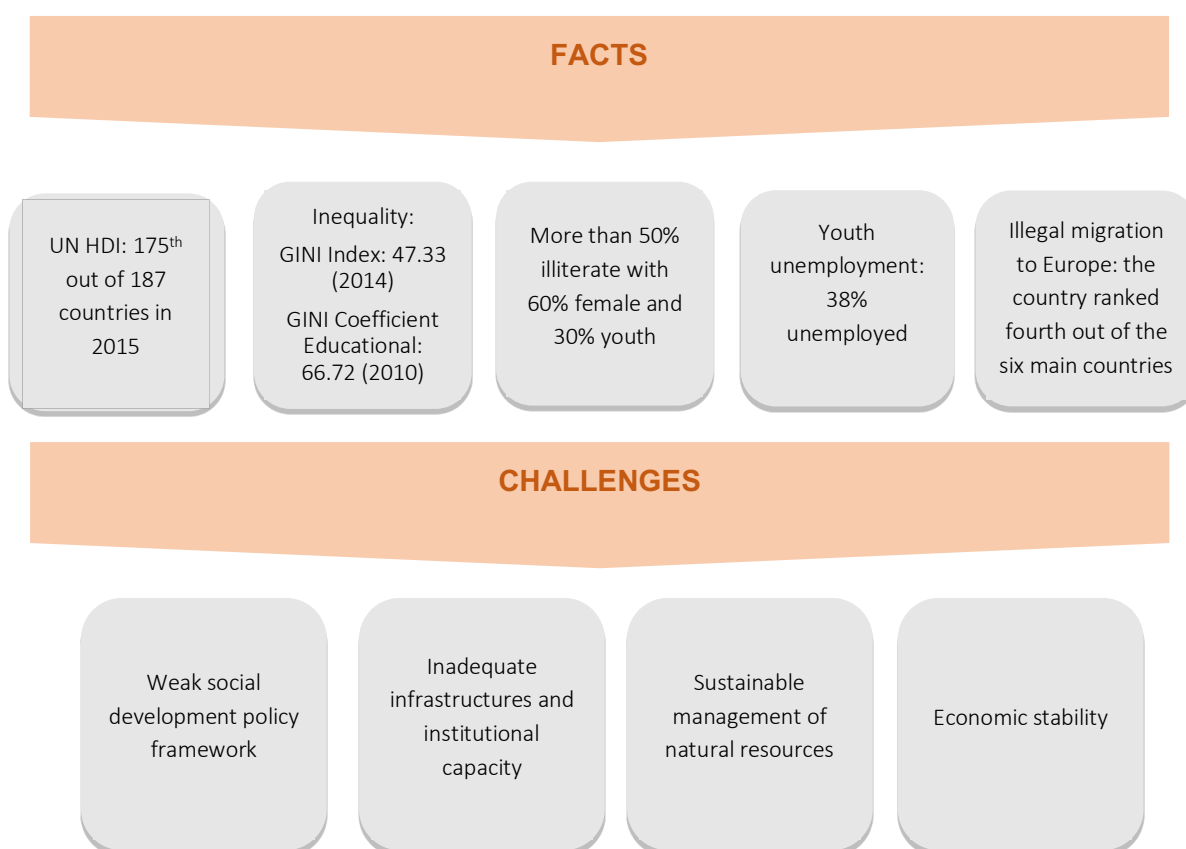 FACTS
UN HDI: 175th
out of 187
countries in
2015
Inequality:
GINI Index: 47.33
(2014)
GINI Coefficient
Educational:
66.72 (2010)
More than 50%
illiterate with
60% female and
30% youth
Youth
unemployment:
38%
unemployed
Illegal migration
to Europe: the
country ranked
fourth out of the
six main countries
CHALLENGES
Weak social
development policy
framework
Inadequate
infrastructures and
institutional
capacity
Sustainable
management of
natural resources
Economic stability